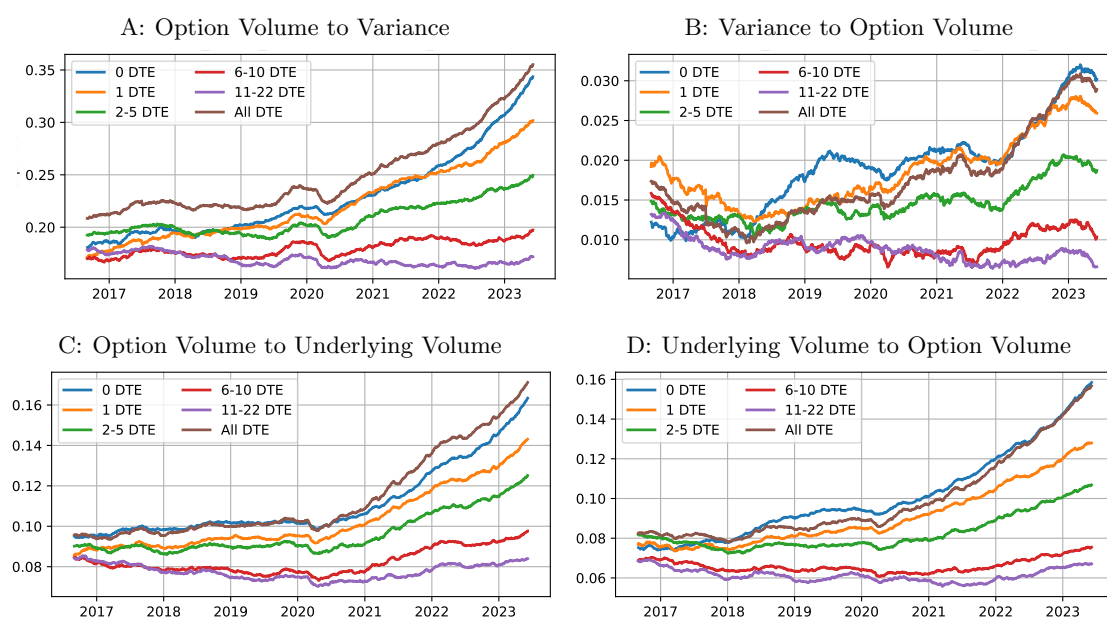 A: Option Volume to Variance
0 DTE
1 DTE
2-5 DTE
6-10 DTE
11-22 DTE
All DTE
0.35
0.30
0.25
0.20
2017 2018 2019 2020 2021 2022 2023
B: Variance to Option Volume
0 DTE
1 DTE
2-5 DTE
6-10 DTE
11-22 DTE
All DTE
0.030
0.025
0.020
0.015
0.010
2017 2018 2019 2020 2021 2022 2023
C: Option Volume to Underlying Volume
0 DTE
1 DTE
2-5 DTE
6-10 DTE
11-22 DTE
All DTE
0.16
0.14
0.12
0.10
0.08
2017 2018 2019 2020 2021 2022 2023
D: Underlying Volume to Option Volume
0 DTE
1 DTE
2-5 DTE
6-10 DTE
11-22 DTE
All DTE
0.16
0.14
0.12
0.10
0.08
0.06
2017 2018 2019 2020 2021 2022 2023